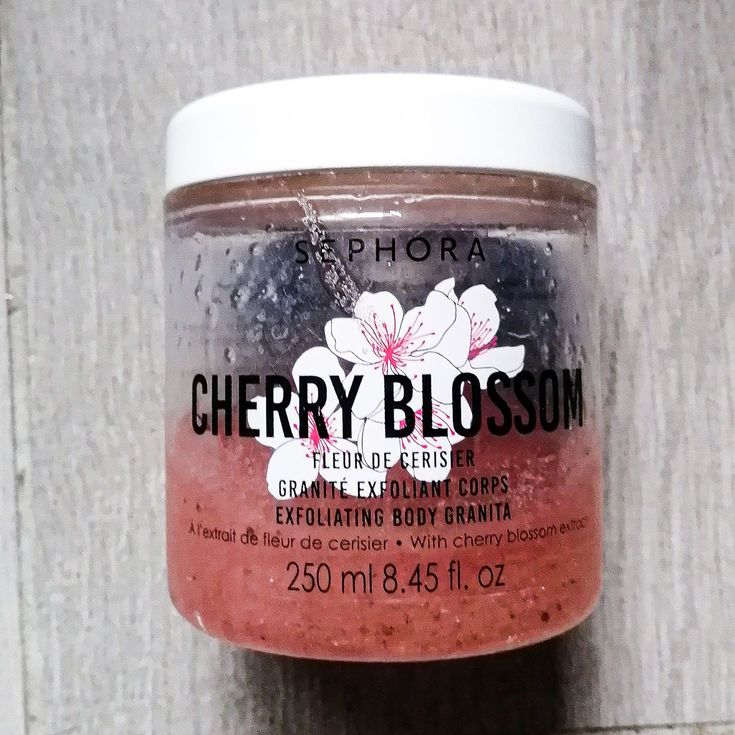 SEPHORA
CHERRY BLOSSOM
FLEUR DE CERISIER
GRANITÉ EXFOLIANT CORPS
EXFOLIATING BODY GRANITA
À l'extrait de fleur de cerisier • With cherry blossom extract
250 ml 8.45 fl. oz